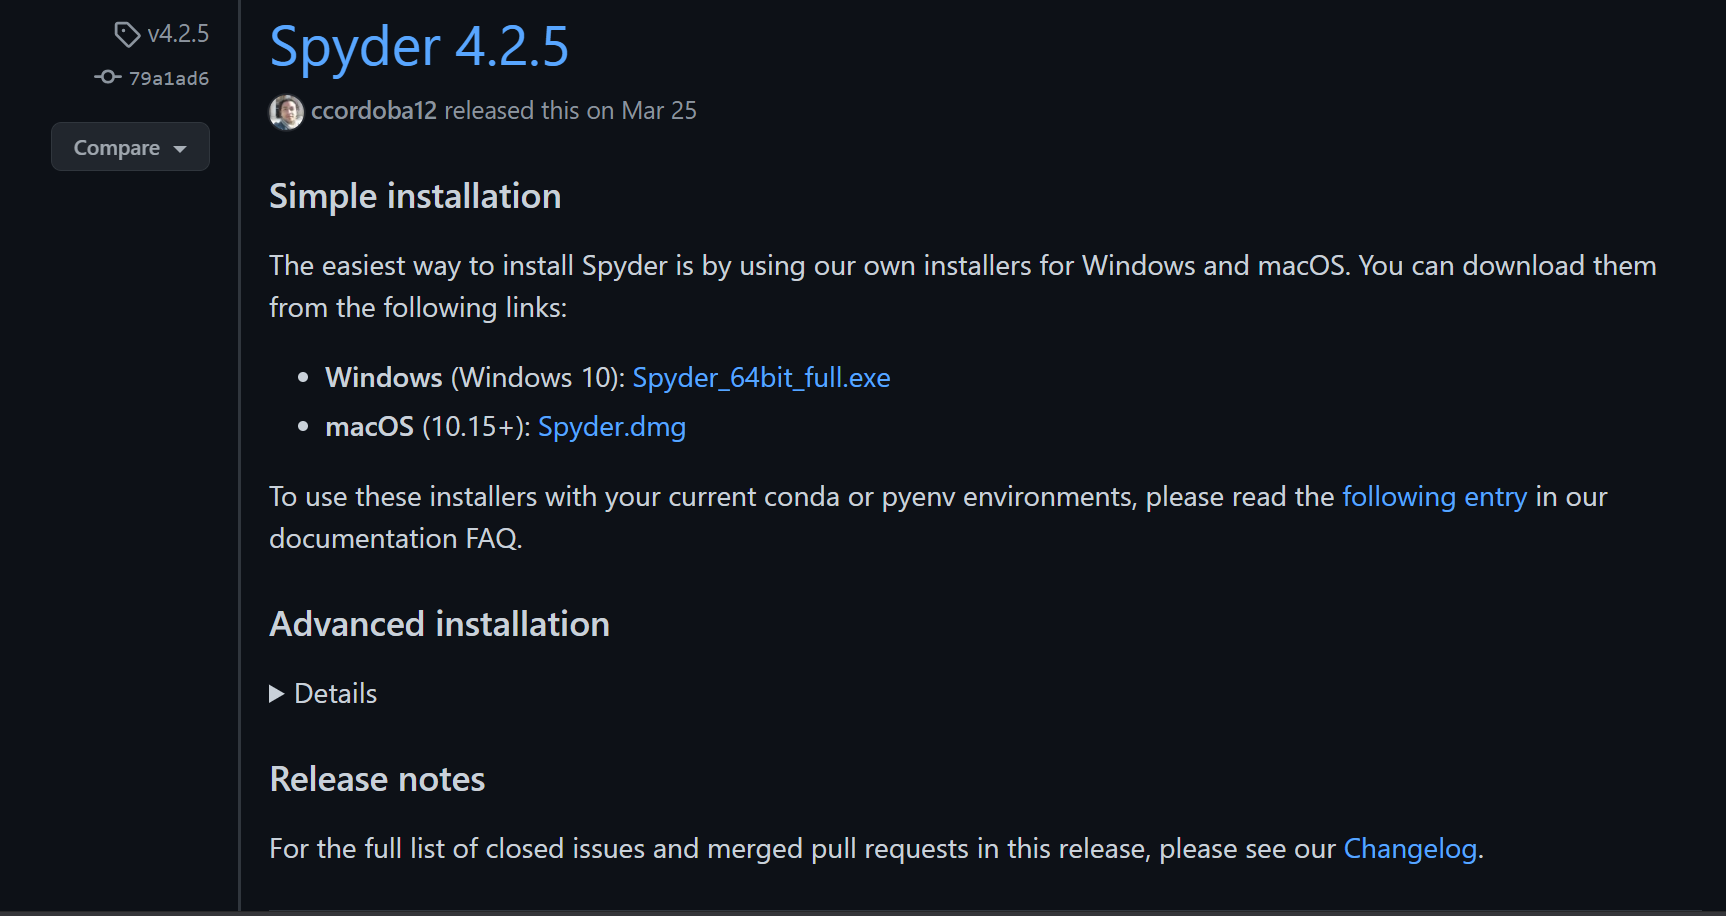 v4.2.5
79a1ad6
Compare
Spyder 4.2.5
ccordoba12 released this on Mar 25
Simple installation
The easiest way to install Spyder is by using our own installers for Windows and macOS. You can download them
from the following links:
• Windows (Windows 10): Spyder_64bit_full.exe
• macOS (10.15+): Spyder.dmg
To use these installers with your current conda or pyenv environments, please read the following entry in our
documentation FAQ.
Advanced installation
Details
Release notes
For the full list of closed issues and merged pull requests in this release, please see our Changelog.